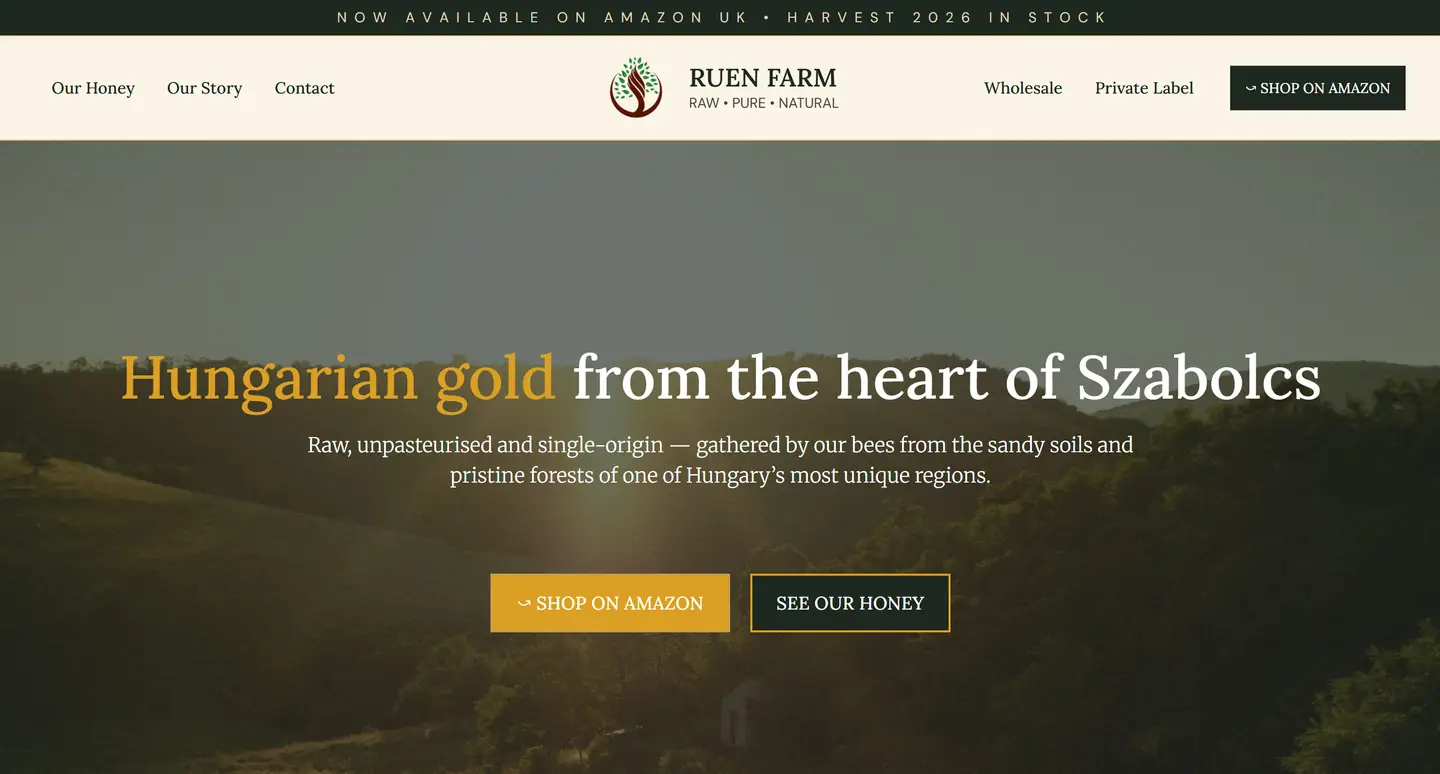 NOW AVAILABLE ON AMAZON UK • HARVEST 2026 IN STOCK
Our Honey
Our Story
Contact
RUEN FARM
RAW • PURE • NATURAL
Wholesale
Private Label
⤻ SHOP ON AMAZON
Hungarian gold from the heart of Szabolcs
Raw, unpasteurised and single-origin — gathered by our bees from the sandy soils and
pristine forests of one of Hungary’s most unique regions.
⤻ SHOP ON AMAZON
SEE OUR HONEY